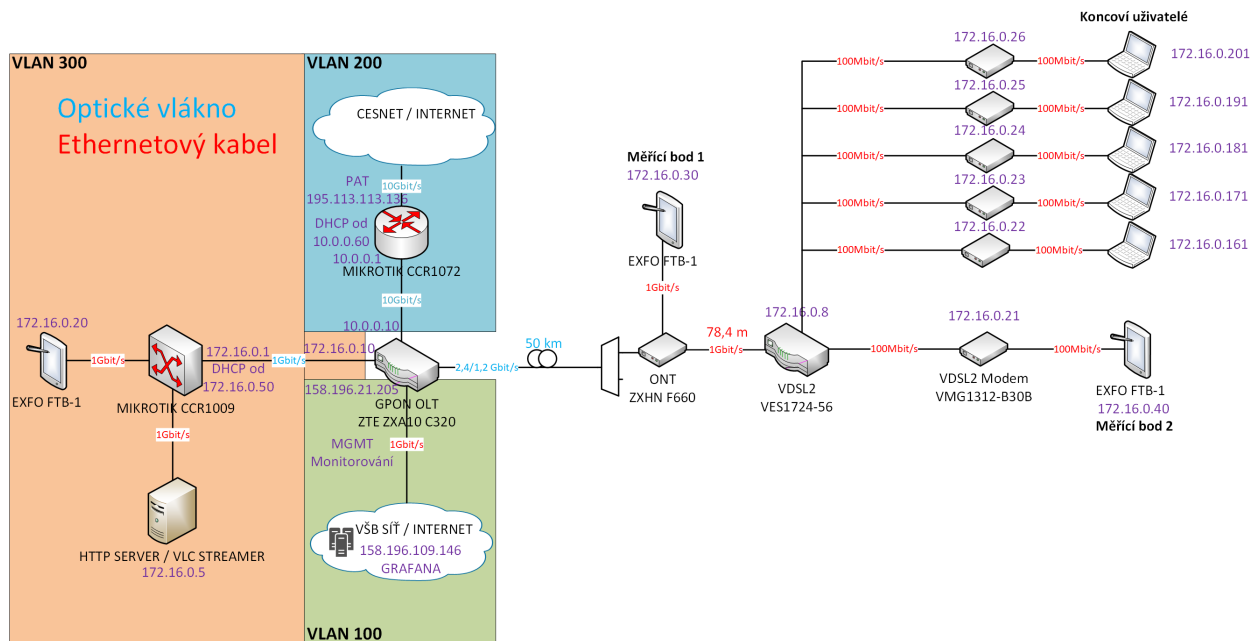 VLAN 300
Optické vlákno
Ethernetový kabel
172.16.0.20
EXFO FTB-1
1Gbit/s
MIKROTIK CCR1009
172.16.0.1
DHCP od
172.16.0.50
1Gbit/s
1Gbit/s
HTTP SERVER / VLC STREAMER
172.16.0.5
VLAN 200
CESNET / INTERNET
10Gbit/s
PAT
195.113.113.136
DHCP od
10.0.0.60
10.0.0.1
MIKROTIK CCR1072
10Gbit/s
10.0.0.10
172.16.0.10
158.196.21.205
GPON OLT
ZTE ZXA10 C320
MGMT
Monitorování
1Gbit/s
VŠB SÍŤ / INTERNET
158.196.109.146
GRAFANA
VLAN 100
2,4/1,2 Gbit/s
50 km
Měřící bod 1
172.16.0.30
EXFO FTB-1
1Gbit/s
ONT
ZXHN F660
78,4 m
1Gbit/s
172.16.0.8
VDSL2
VES1724-56
Koncoví uživatelé
172.16.0.26
100Mbit/s
100Mbit/s
172.16.0.201
172.16.0.25
100Mbit/s
100Mbit/s
172.16.0.191
172.16.0.24
100Mbit/s
100Mbit/s
172.16.0.181
172.16.0.23
100Mbit/s
100Mbit/s
172.16.0.171
172.16.0.22
100Mbit/s
100Mbit/s
172.16.0.161
172.16.0.21
100Mbit/s
100Mbit/s
VDSL2 Modem
VMG1312-B30B
EXFO FTB-1
172.16.0.40
Měřící bod 2